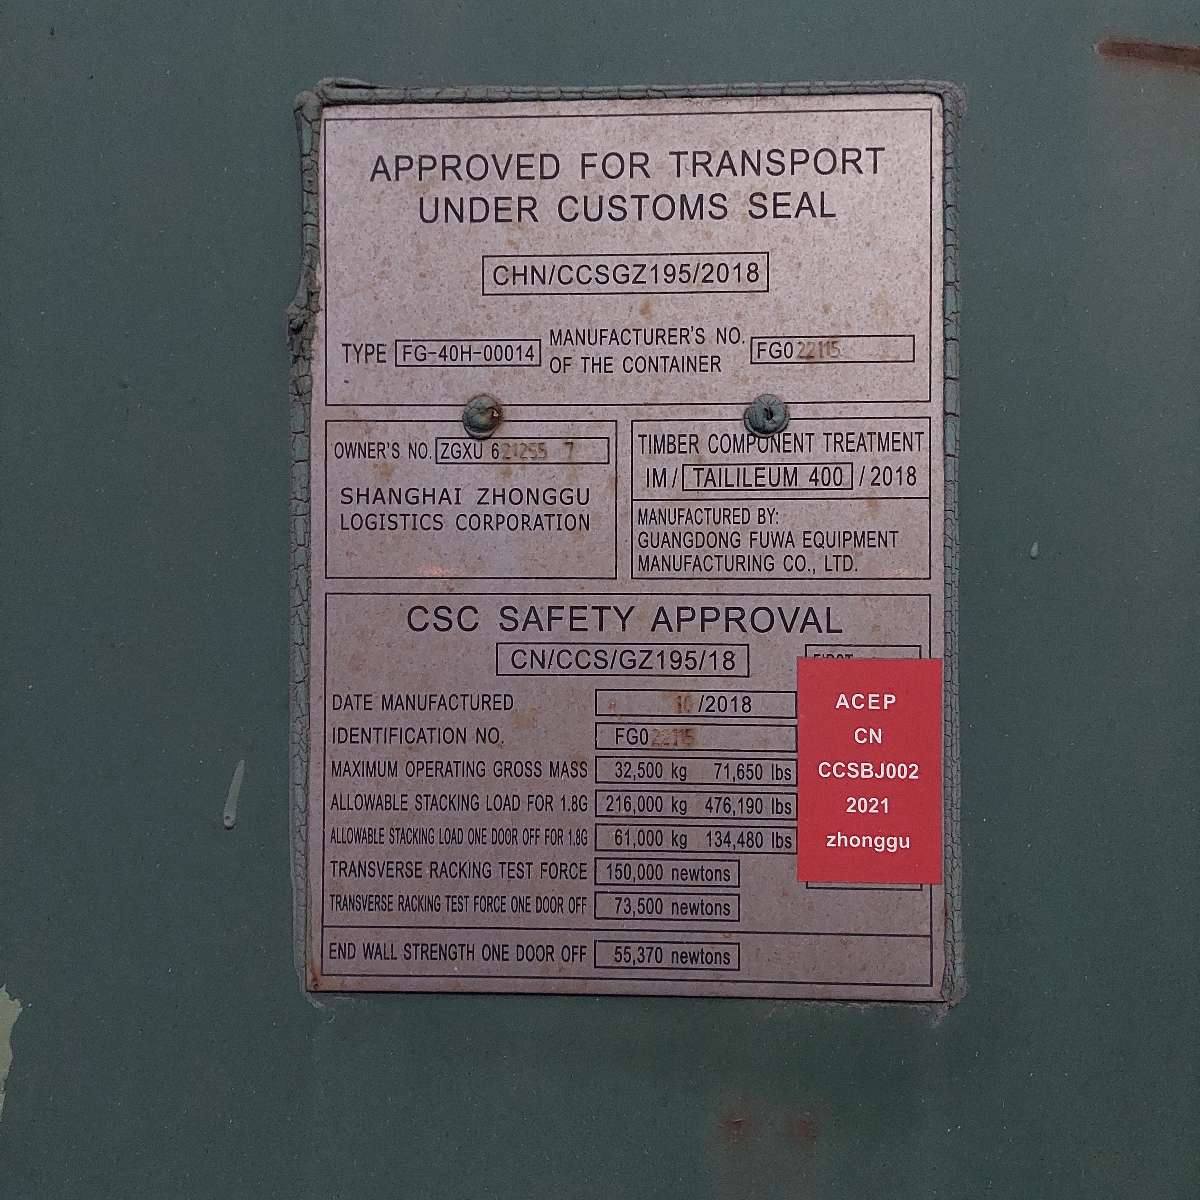 APPROVED FOR TRANSPORT
UNDER CUSTOMS SEAL
CHN/CCSGZ195/2018
TYPE FG-40H-00014
MANUFACTURER'S NO.
OF THE CONTAINER
FG022115
OWNER'S NO. ZGXU 621255 7
SHANGHAI ZHONGGU
LOGISTICS CORPORATION
TIMBER COMPONENT TREATMENT
IM / TAILILEUM 400 / 2018
MANUFACTURED BY:
GUANGDONG FUWA EQUIPMENT
MANUFACTURING CO., LTD.
CSC SAFETY APPROVAL
CN/CCS/GZ195/18
DATE MANUFACTURED 10/2018
IDENTIFICATION NO. FG022115
MAXIMUM OPERATING GROSS MASS 32,500 kg 71,650 lbs
ALLOWABLE STACKING LOAD FOR 1.8G 216,000 kg 476,190 lbs
ALLOWABLE STACKING LOAD ONE DOOR OFF FOR 1.8G 61,000 kg 134,480 lbs
TRANSVERSE RACKING TEST FORCE 150,000 newtons
TRANSVERSE RACKING TEST FORCE ONE DOOR OFF 73,500 newtons
END WALL STRENGTH ONE DOOR OFF 55,370 newtons
ACEP
CN
CCSBJ002
2021
zhonggu